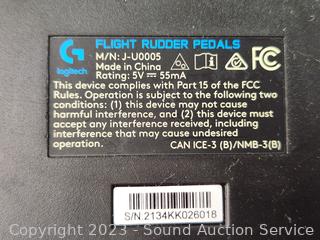 FLIGHT RUDDER PEDALS
M/N: J-U0005
Made in China
Rating: 5V ⎓ 55mA
logitech
FC
This device complies with Part 15 of the FCC
Rules. Operation is subject to the following two
conditions: (1) this device may not cause
harmful interference, and (2) this device must
accept any interference received, including
interference that may cause undesired
operation.
CAN ICE-3 (B)/NMB-3(B)
S/N.2134KK026018
Copyright 2023 - Sound Auction Service